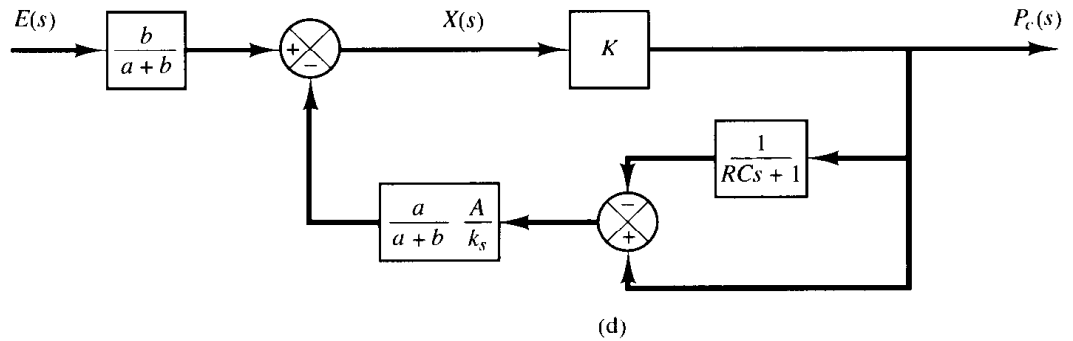 E(s)
X(s)
P_c(s)
b
a + b
+
−
K
1
RCs + 1
−
+
a A
a + b k_s
(d)